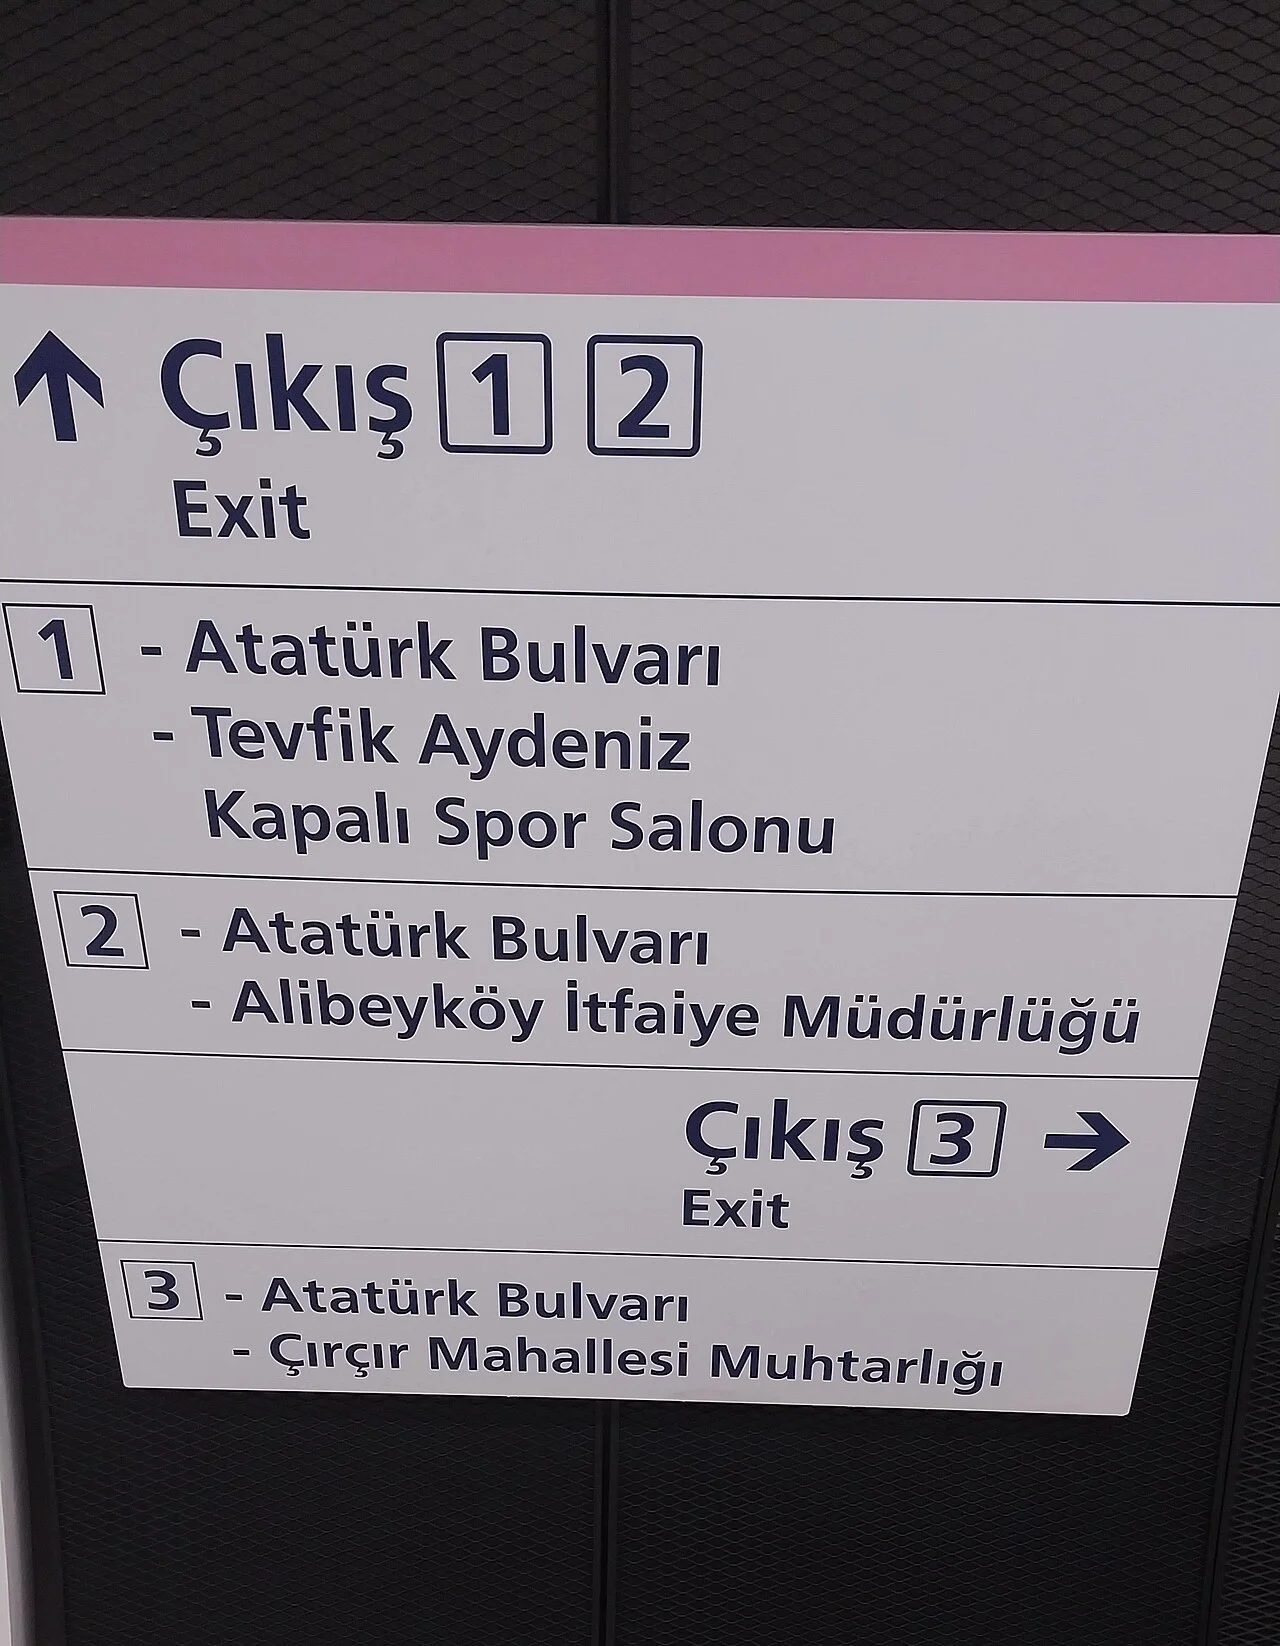 ↑ Çıkış 1 2
Exit
1 - Atatürk Bulvarı
- Tevfik Aydeniz
Kapalı Spor Salonu
2 - Atatürk Bulvarı
- Alibeyköy İtfaiye Müdürlüğü
Çıkış 3 →
Exit
3 - Atatürk Bulvarı
- Çırçır Mahallesi Muhtarlığı